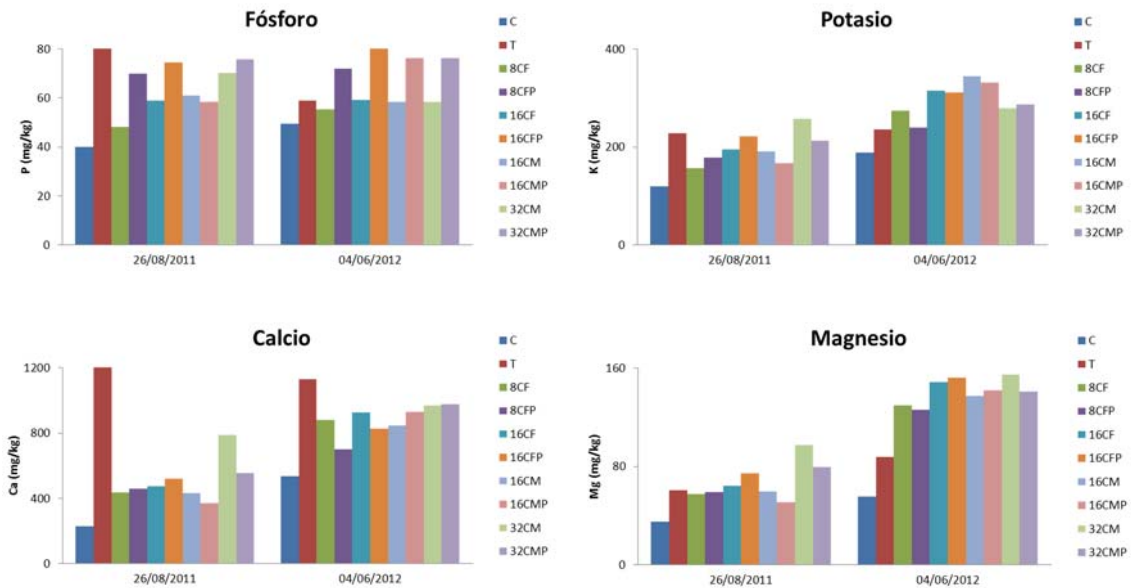 Fósforo
P (mg/kg)
80
60
40
20
0
26/08/2011
04/06/2012
C
T
8CF
8CFP
16CF
16CFP
16CM
16CMP
32CM
32CMP
Potasio
K (mg/kg)
400
200
0
26/08/2011
04/06/2012
C
T
8CF
8CFP
16CF
16CFP
16CM
16CMP
32CM
32CMP
Calcio
Ca (mg/kg)
1200
800
400
0
26/08/2011
04/06/2012
C
T
8CF
8CFP
16CF
16CFP
16CM
16CMP
32CM
32CMP
Magnesio
Mg (mg/kg)
160
80
0
26/08/2011
04/06/2012
C
T
8CF
8CFP
16CF
16CFP
16CM
16CMP
32CM
32CMP